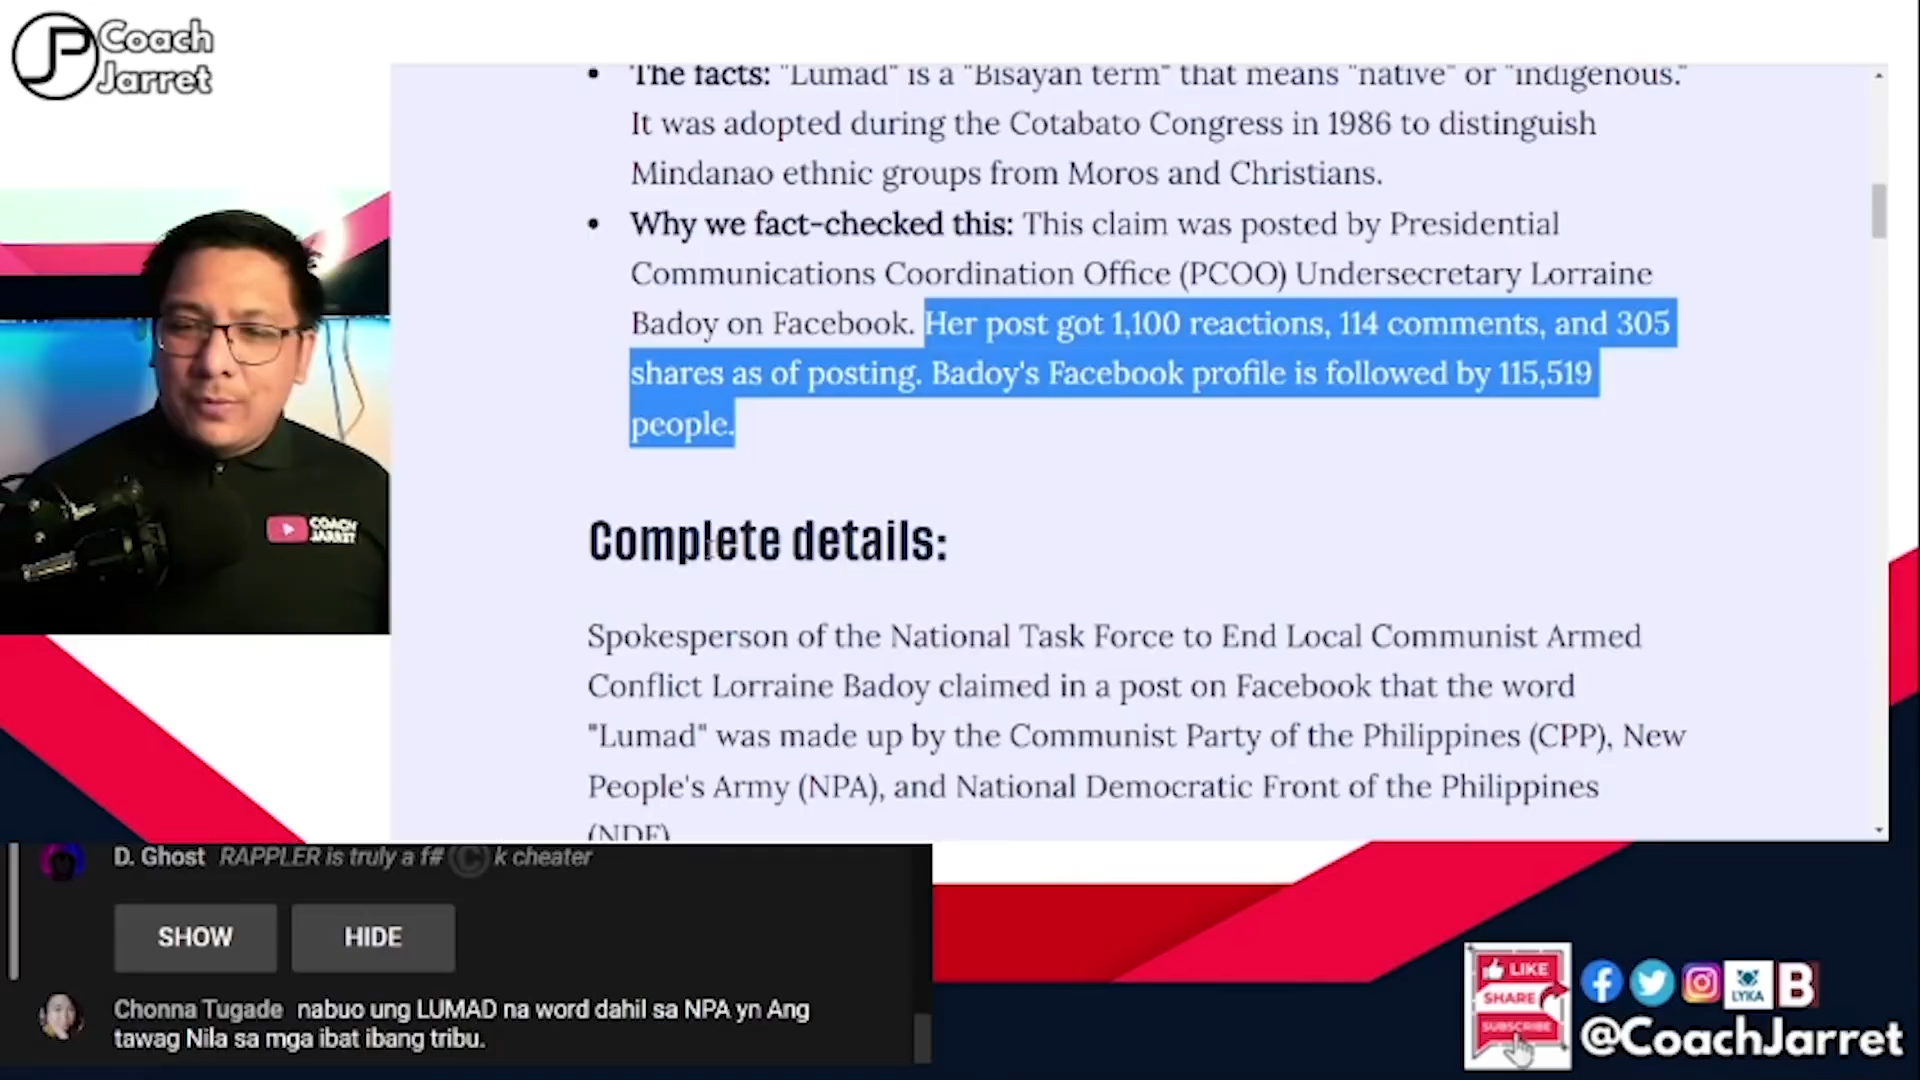 Coach
Jarret
• The facts: "Lumad" is a "Bisayan term" that means "native" or "indigenous."
It was adopted during the Cotabato Congress in 1986 to distinguish
Mindanao ethnic groups from Moros and Christians.
• Why we fact-checked this: This claim was posted by Presidential
Communications Coordination Office (PCOO) Undersecretary Lorraine
Badoy on Facebook. Her post got 1,100 reactions, 114 comments, and 305
shares as of posting. Badoy's Facebook profile is followed by 115,519
people.
COACH
JARRET
Complete details:
Spokesperson of the National Task Force to End Local Communist Armed
Conflict Lorraine Badoy claimed in a post on Facebook that the word
"Lumad" was made up by the Communist Party of the Philippines (CPP), New
People's Army (NPA), and National Democratic Front of the Philippines
(NDF)
D. Ghost RAPPLER is truly a f# © k cheater
SHOW HIDE
Chonna Tugade nabuo ung LUMAD na word dahil sa NPA yn Ang
tawag Nila sa mga ibat ibang tribu.
LIKE
SHARE
SUBSCRIBE
LYKA
B
@CoachJarret